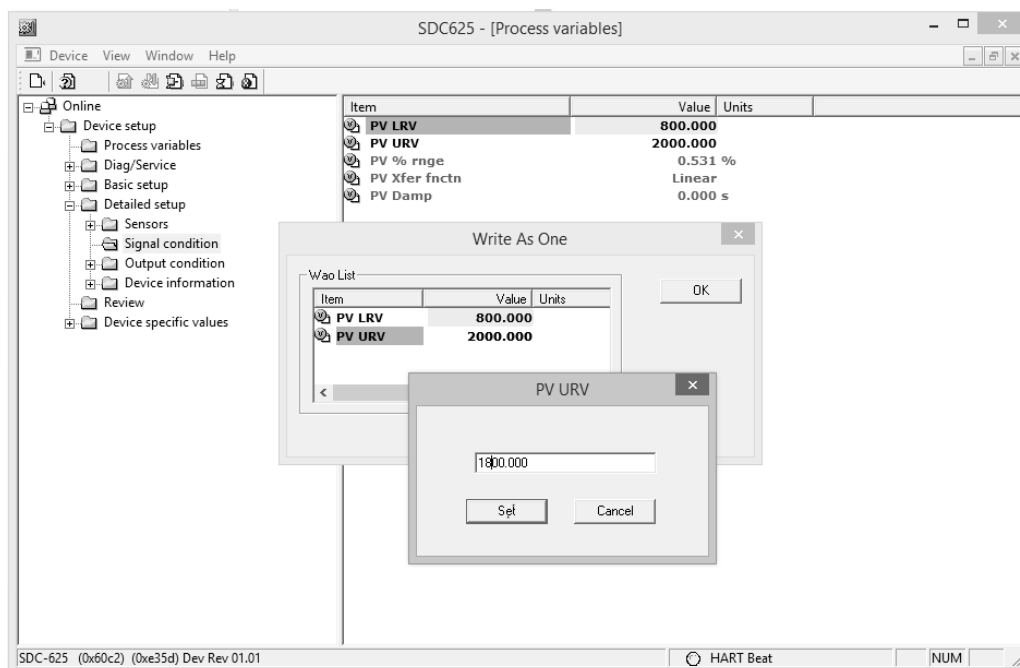 SDC625 - [Process variables]
Device View Window Help
Online
Device setup
Process variables
Diag/Service
Basic setup
Detailed setup
Sensors
Signal condition
Output condition
Device information
Review
Device specific values
Item Value Units
PV LRV 800.000
PV URV 2000.000
PV % rnge 0.531 %
PV Xfer fnctn Linear
PV Damp 0.000 s
Write As One
Wao List
Item Value Units
PV LRV 800.000
PV URV 2000.000
OK
PV URV
1800.000
Set Cancel
SDC-625 (0x60c2) (0xe35d) Dev Rev 01.01 HART Beat NUM